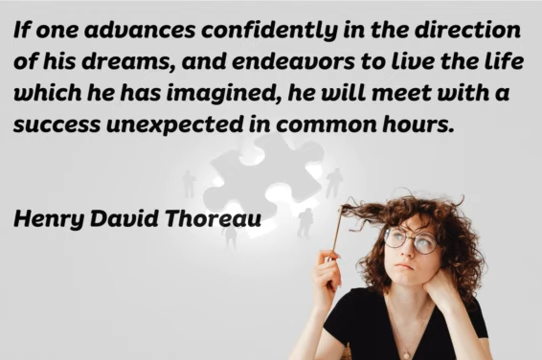 If one advances confidently in the direction
of his dreams, and endeavors to live the life
which he has imagined, he will meet with a
success unexpected in common hours.
Henry David Thoreau